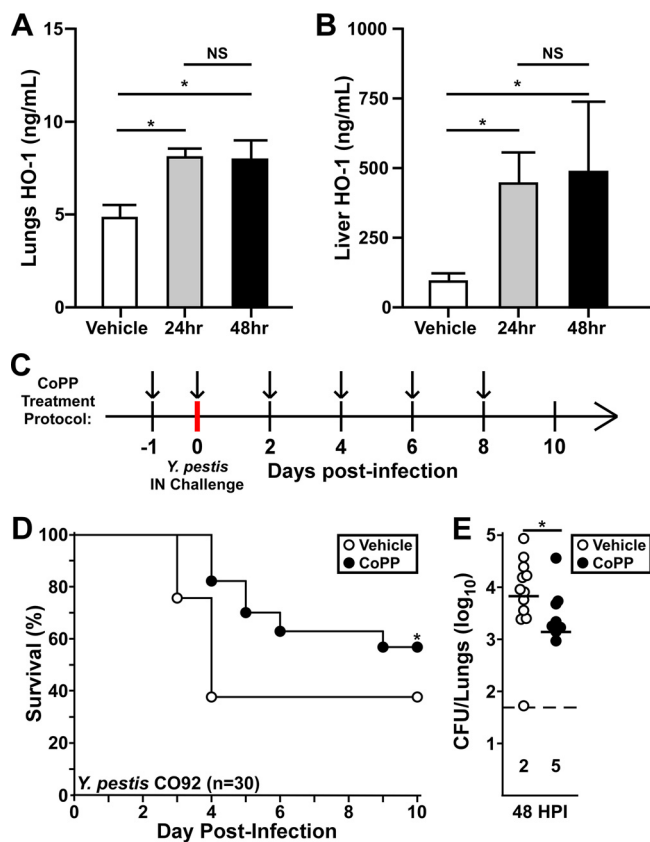 A
Lungs HO-1 (ng/mL)
15
10
5
0
NS
*
*
Vehicle 24hr 48hr
B
Liver HO-1 (ng/mL)
1000
750
500
250
0
NS
*
*
Vehicle 24hr 48hr
C
CoPP
Treatment
Protocol:
-1 0 2 4 6 8 10
Y. pestis
IN Challenge
Days post-infection
D
Survival (%)
100
80
60
40
20
0
Vehicle
CoPP
*
Y. pestis CO92 (n=30)
0 2 4 6 8 10
Day Post-Infection
E
CFU/Lungs (log10)
5
4
3
2
1
*
Vehicle
CoPP
2 5
48 HPI